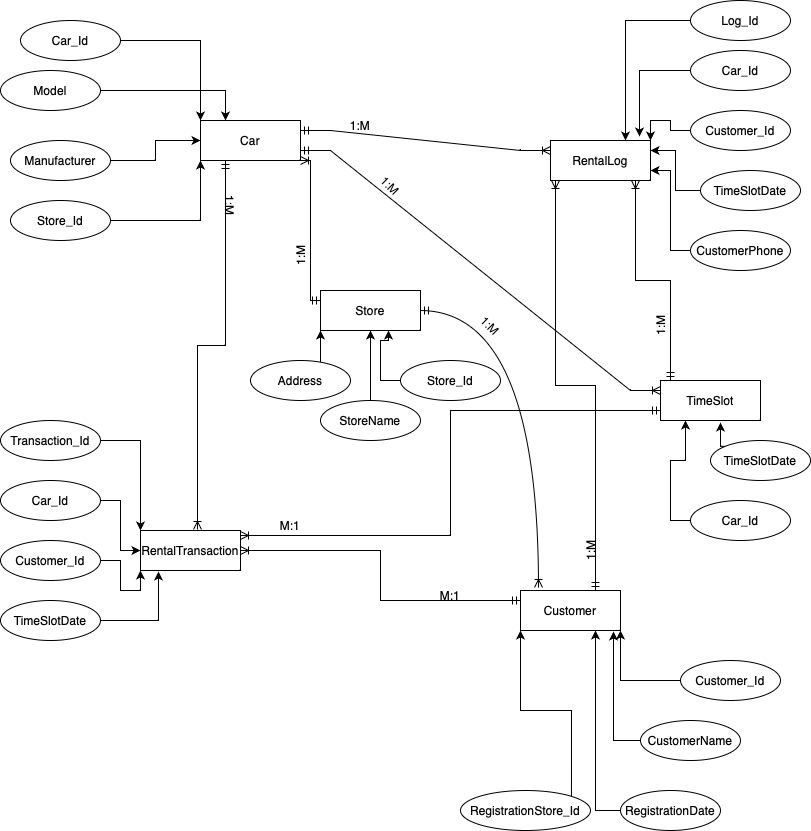 Log_Id
Car_Id
Model
Car_Id
1:M
Car
Customer_Id
Manufacturer
RentalLog
1:M
TimeSlotDate
1:M
Store_Id
CustomerPhone
1:M
Store
1:M
1:M
Address
Store_Id
TimeSlot
StoreName
Transaction_Id
TimeSlotDate
Car_Id
Car_Id
M:1
RentalTransaction
1:M
Customer_Id
M:1
Customer
TimeSlotDate
Customer_Id
CustomerName
RegistrationStore_Id
RegistrationDate